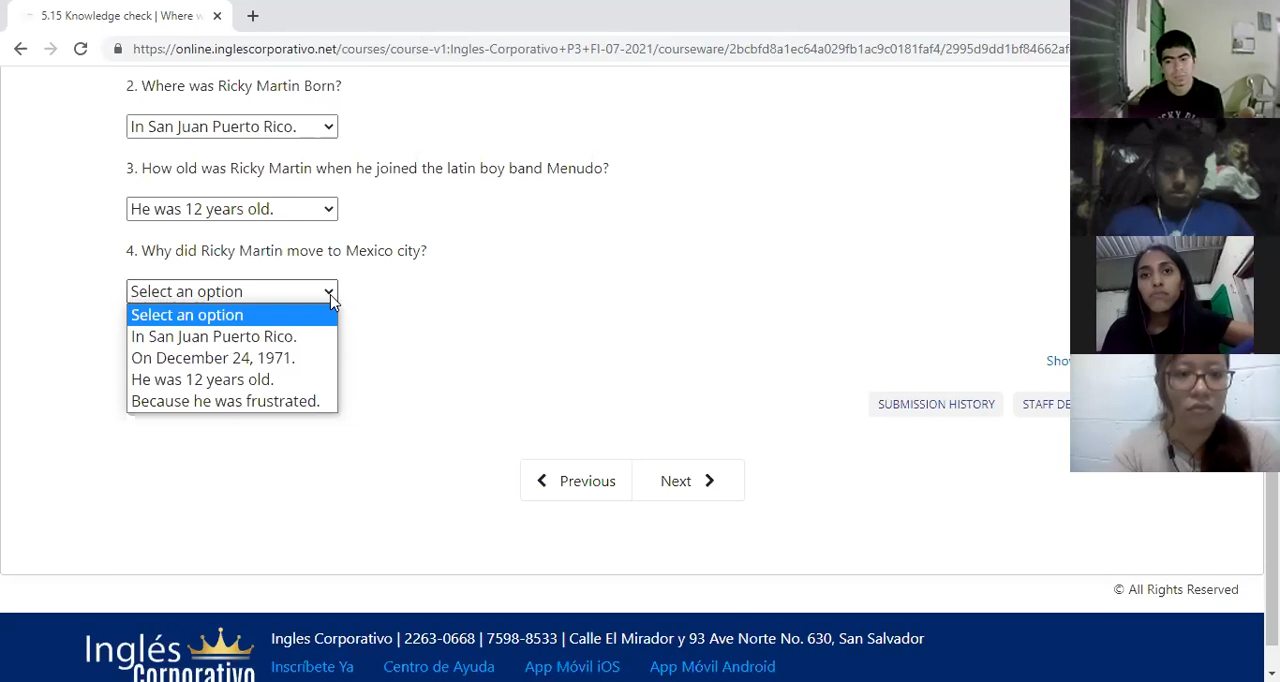 5.15 Knowledge check | Where w
https://online.inglescorporativo.net/courses/course-v1:Ingles-Corporativo+P3+FI-07-2021/courseware/2bcbfd8a1ec64a029fb1ac9c0181faf4/2995d9dd1bf84662af
2. Where was Ricky Martin Born?
In San Juan Puerto Rico.
3. How old was Ricky Martin when he joined the latin boy band Menudo?
He was 12 years old.
4. Why did Ricky Martin move to Mexico city?
Select an option
Select an option
In San Juan Puerto Rico.
On December 24, 1971.
He was 12 years old.
Because he was frustrated.
Sho
SUBMISSION HISTORY
STAFF DE
Previous
Next
© All Rights Reserved
Inglés
Corporativo
Ingles Corporativo | 2263-0668 | 7598-8533 | Calle El Mirador y 93 Ave Norte No. 630, San Salvador
Inscríbete Ya
Centro de Ayuda
App Móvil iOS
App Móvil Android